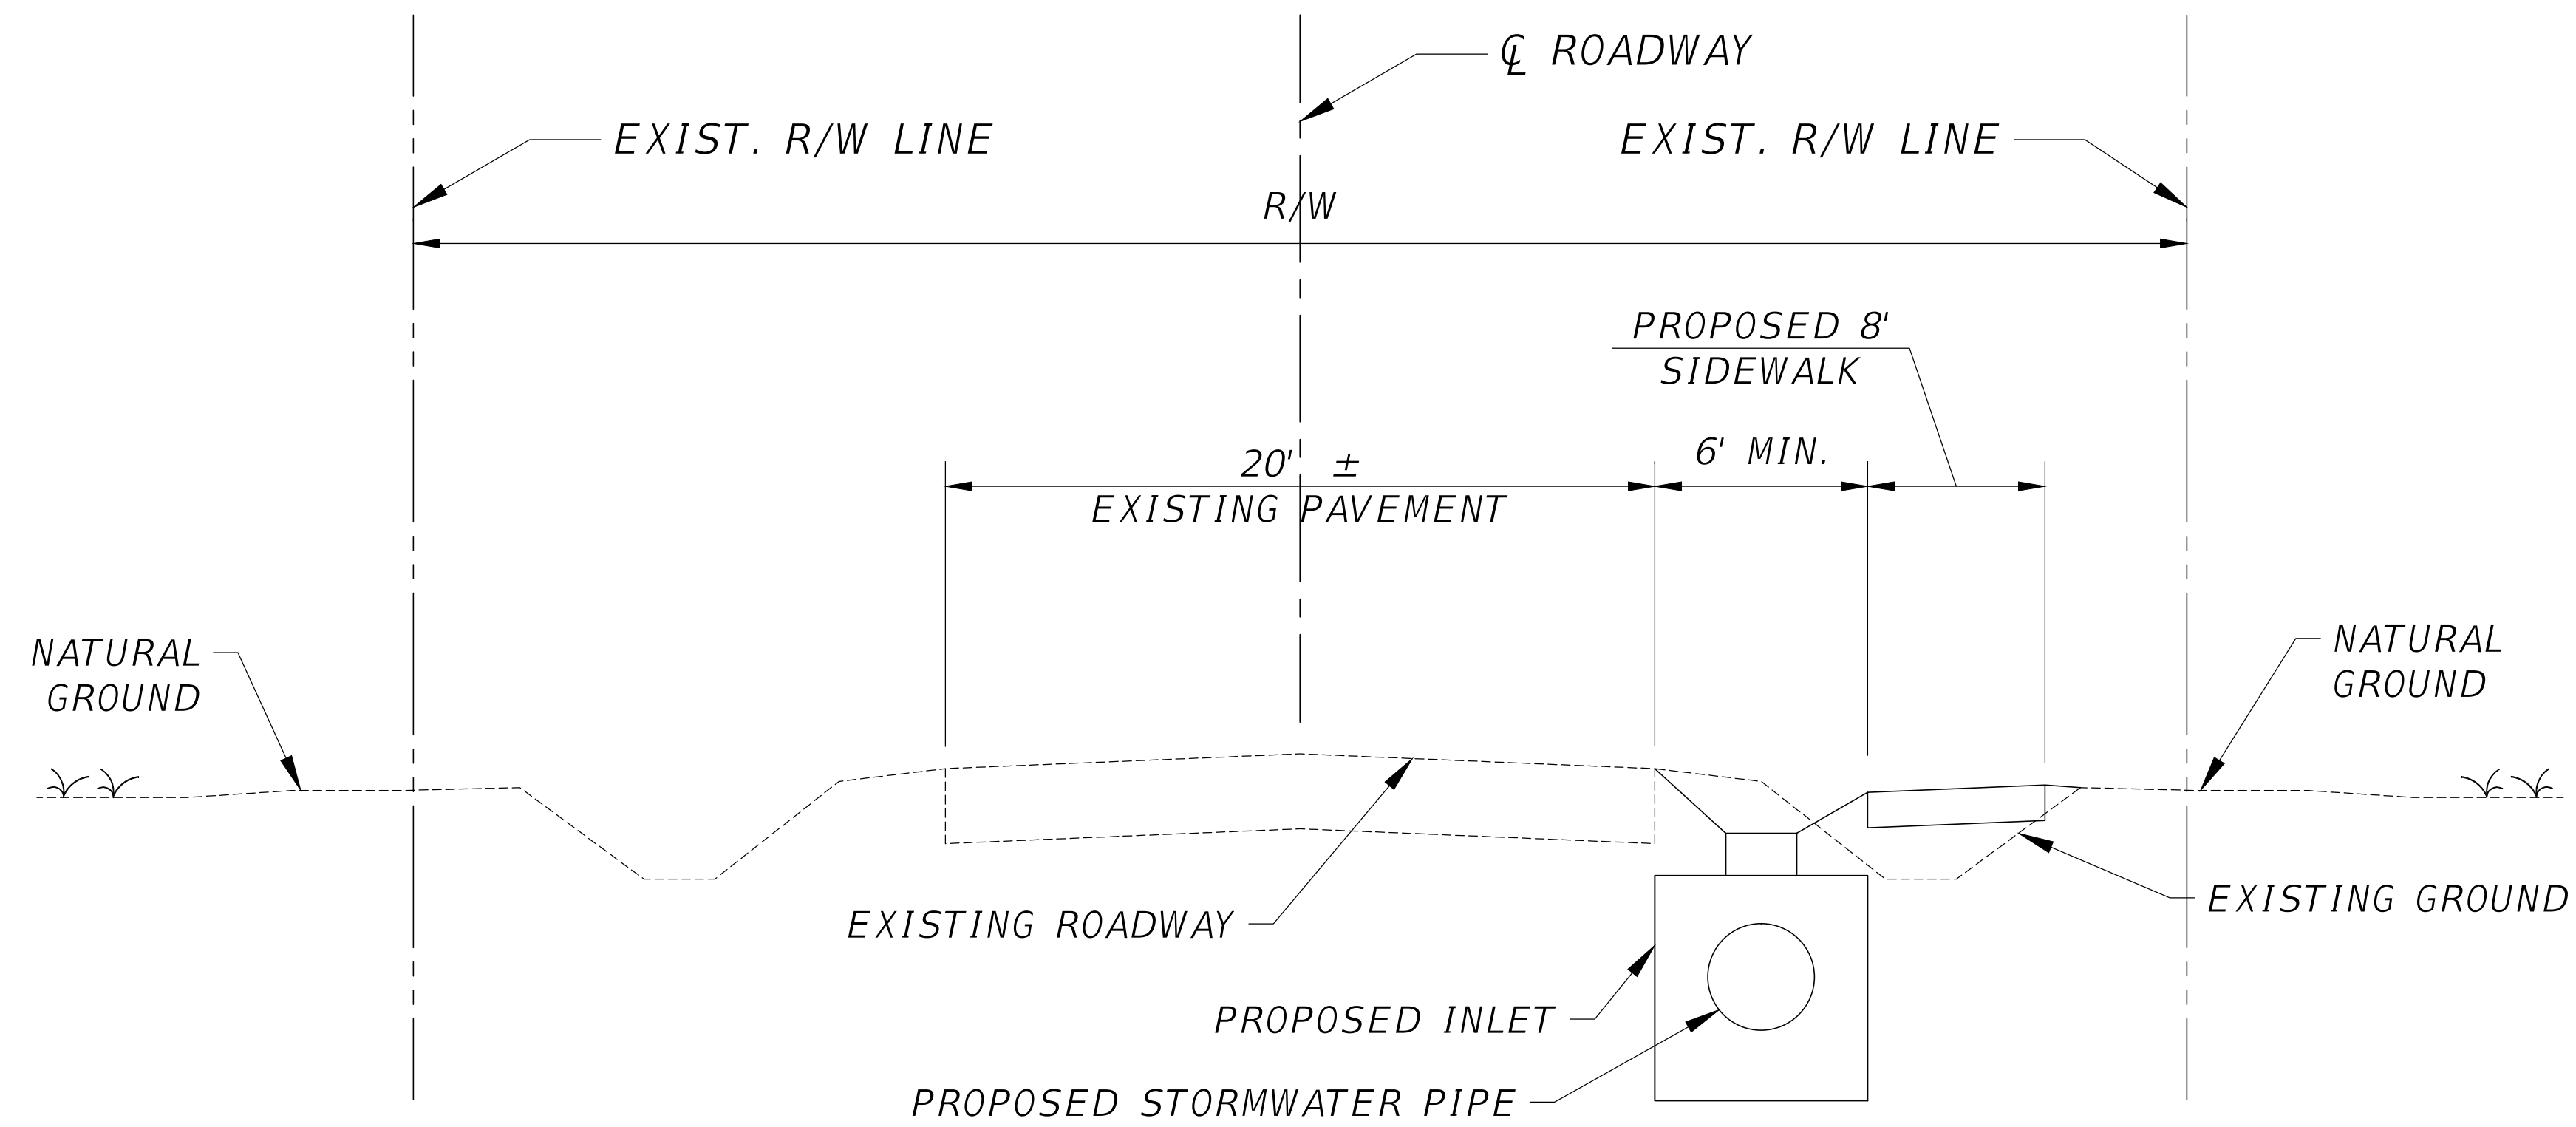 ℄ ROADWAY
EXIST. R/W LINE
EXIST. R/W LINE
R/W
PROPOSED 8'
SIDEWALK
6' MIN.
20' ±
EXISTING PAVEMENT
NATURAL
GROUND
NATURAL
GROUND
EXISTING GROUND
EXISTING ROADWAY
PROPOSED INLET
PROPOSED STORMWATER PIPE